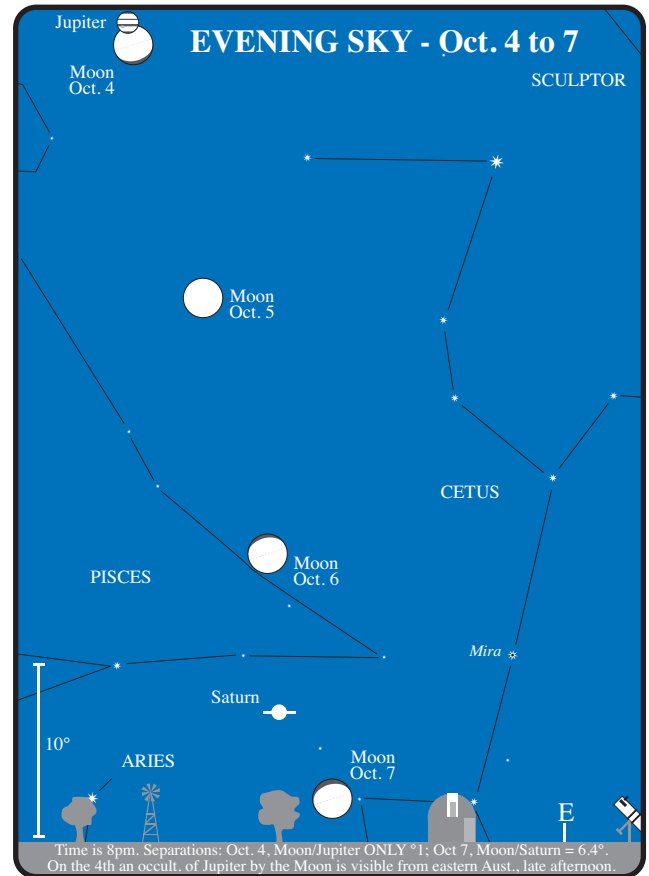 Jupiter
EVENING SKY - Oct. 4 to 7
Moon
Oct. 4
SCULPTOR
Moon
Oct. 5
CETUS
Moon
Oct. 6
PISCES
Mira
Saturn
10°
Moon
Oct. 7
ARIES
E
Time is 8pm. Separations: Oct. 4, Moon/Jupiter ONLY °1; Oct 7, Moon/Saturn = 6.4°.
On the 4th an occult. of Jupiter by the Moon is visible from eastern Aust., late afternoon.